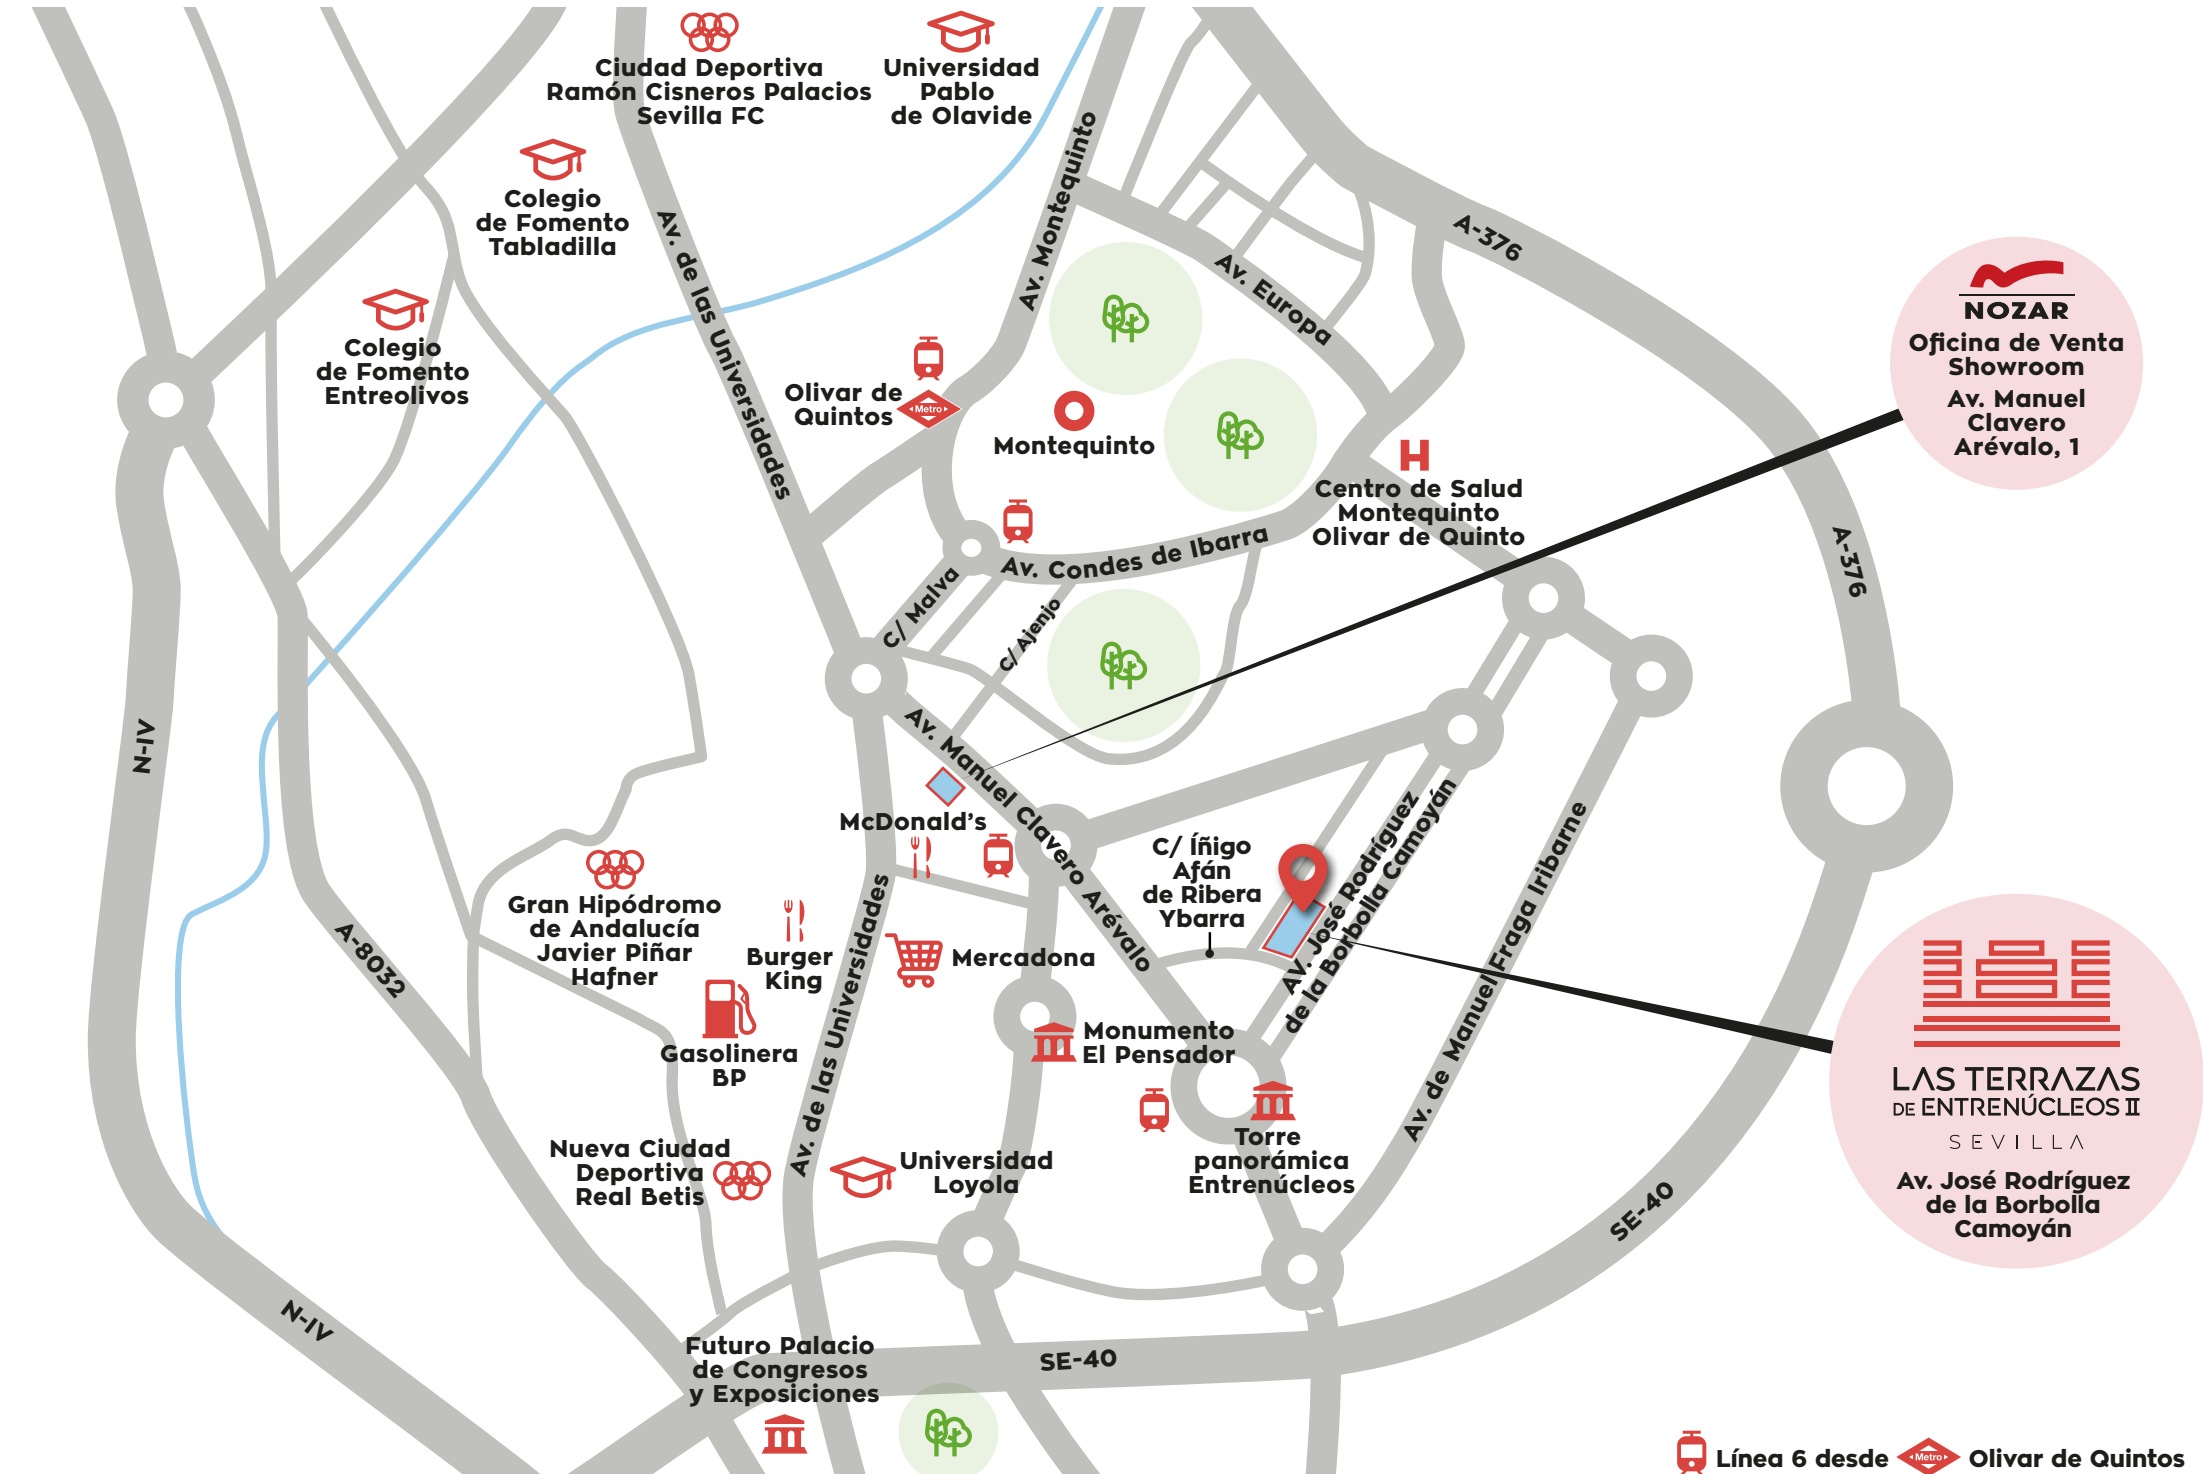 Ciudad Deportiva
Ramón Cisneros Palacios
Sevilla FC
Universidad
Pablo
de Olavide
Colegio
de Fomento
Tabladilla
Colegio
de Fomento
Entreolivos
Av. de las Universidades
Av. Montequinto
Av. Europa
A-376
A-376
NOZAR
Oficina de Venta
Showroom
Av. Manuel
Clavero
Arévalo, 1
Olivar de
Quintos
Metro
Montequinto
Centro de Salud
Montequinto
Olivar de Quinto
Av. Condes de Ibarra
C/ Malva
C/ Ajenjo
N-IV
Av. Manuel Clavero Arévalo
McDonald's
C/ Íñigo
Afán
de Ribera
Ybarra
AV. José Rodríguez
de la Borbolla Camoyán
Av. de Manuel Fraga Iribarne
Gran Hipódromo
de Andalucía
Javier Piñar
Hafner
A-8032
Burger
King
Mercadona
Gasolinera
BP
Av. de las Universidades
Monumento
El Pensador
LAS TERRAZAS
DE ENTRENÚCLEOS II
SEVILLA
Av. José Rodríguez
de la Borbolla
Camoyán
Nueva Ciudad
Deportiva
Real Betis
Universidad
Loyola
Torre
panorámica
Entrenúcleos
SE-40
N-IV
Futuro Palacio
de Congresos
y Exposiciones
SE-40
Línea 6 desde Metro Olivar de Quintos